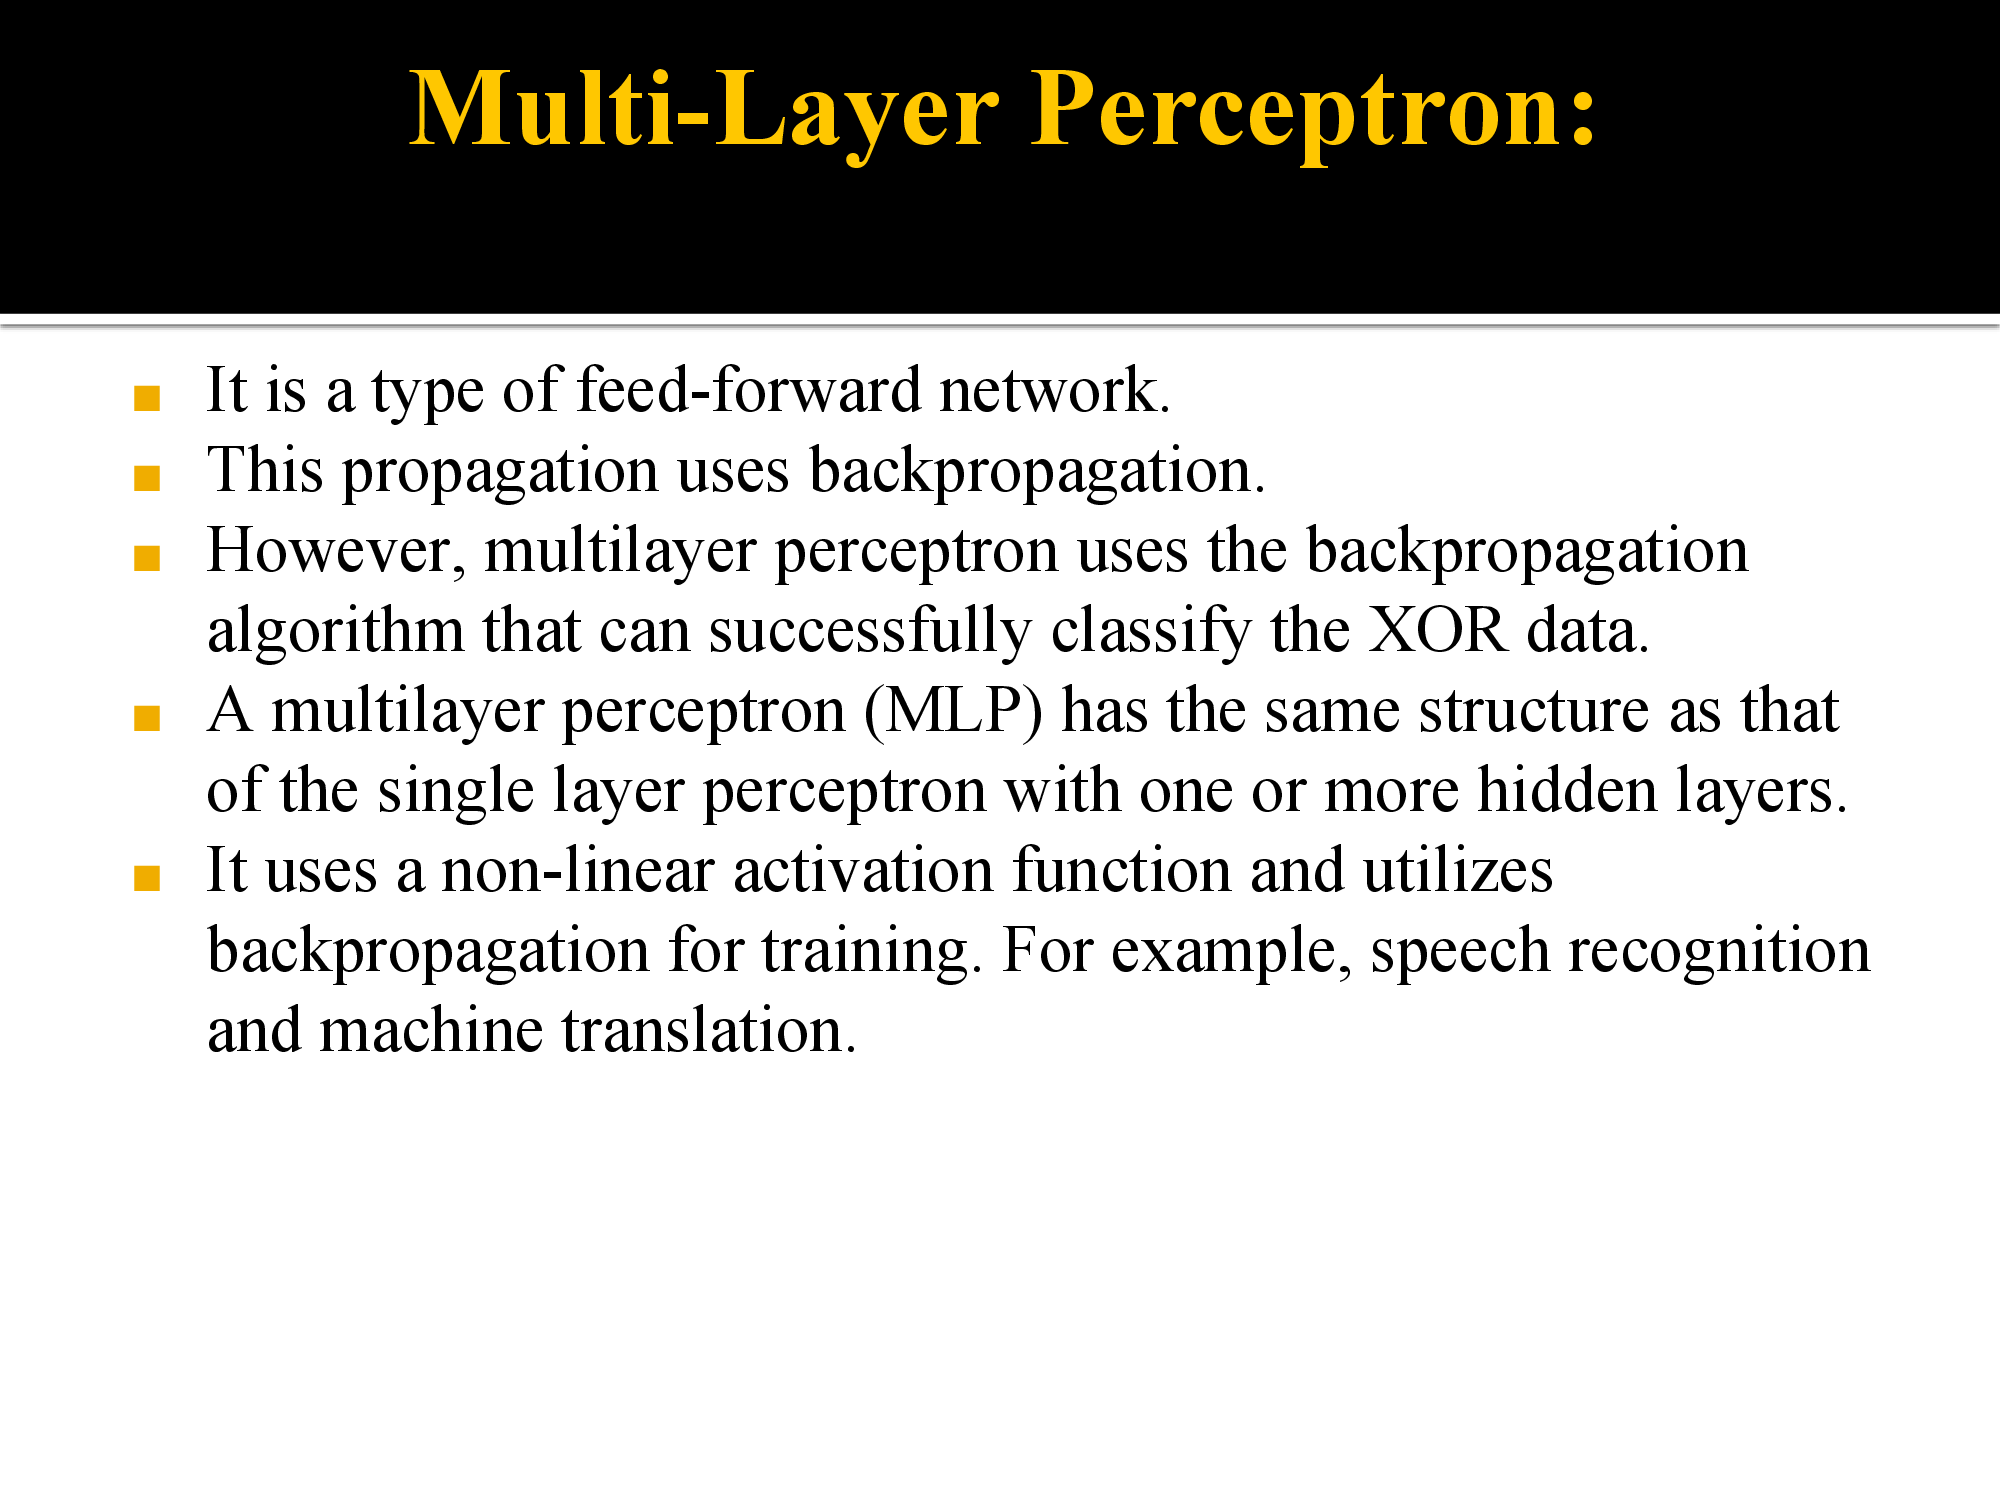 Multi-Layer Perceptron:
It is a type of feed-forward network.
This propagation uses backpropagation.
However, multilayer perceptron uses the backpropagation
algorithm that can successfully classify the XOR data.
A multilayer perceptron (MLP) has the same structure as that
of the single layer perceptron with one or more hidden layers.
It uses a non-linear activation function and utilizes
backpropagation for training. For example, speech recognition
and machine translation.